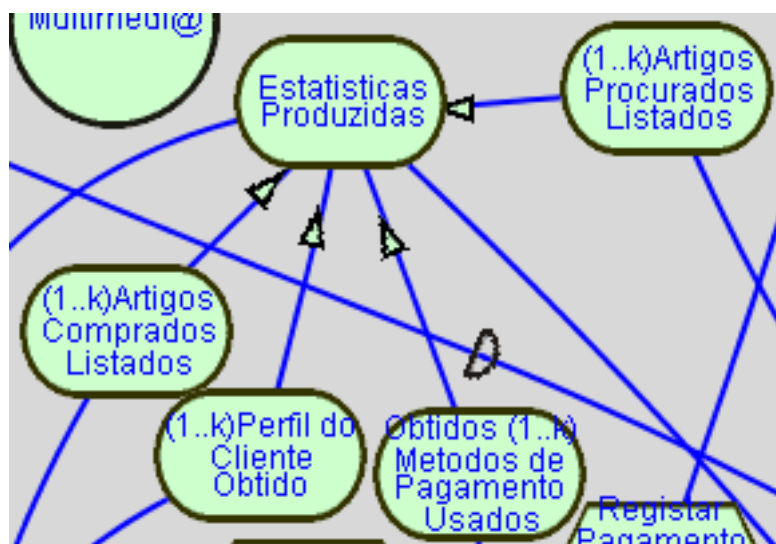 Multimedi@
Estatisticas
Produzidas
(1..k)Artigos
Procurados
Listados
(1..k)Artigos
Comprados
Listados
(1..k)Perfil do
Cliente
Obtido
Obtidos (1..k)
Metodos de
Pagamento
Usados
Registar
Pagamento